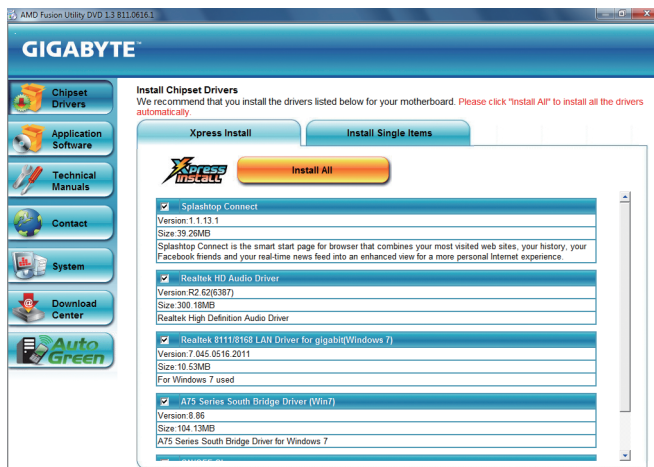 AMD Fusion Utility DVD 1.3 B11.0616.1
GIGABYTE™
Chipset
Drivers
Application
Software
Technical
Manuals
Contact
System
Download
Center
Auto
Green
Install Chipset Drivers
We recommend that you install the drivers listed below for your motherboard. Please click "Install All" to install all the drivers
automatically.
Xpress Install
Install Single Items
Xpress
INSTALL
Install All
Splashtop Connect
Version:1.1.13.1
Size:39.26MB
Splashtop Connect is the smart start page for browser that combines your most visited web sites, your history, your
Facebook friends and your real-time news feed into an enhanced view for a more personal Internet experience.
Realtek HD Audio Driver
Version:R2.62(6387)
Size:300.18MB
Realtek High Definition Audio Driver
Realtek 8111/8168 LAN Driver for gigabit(Windows 7)
Version:7.045.0516.2011
Size:10.53MB
For Windows 7 used
A75 Series South Bridge Driver (Win7)
Version:8.86
Size:104.13MB
A75 Series South Bridge Driver for Windows 7